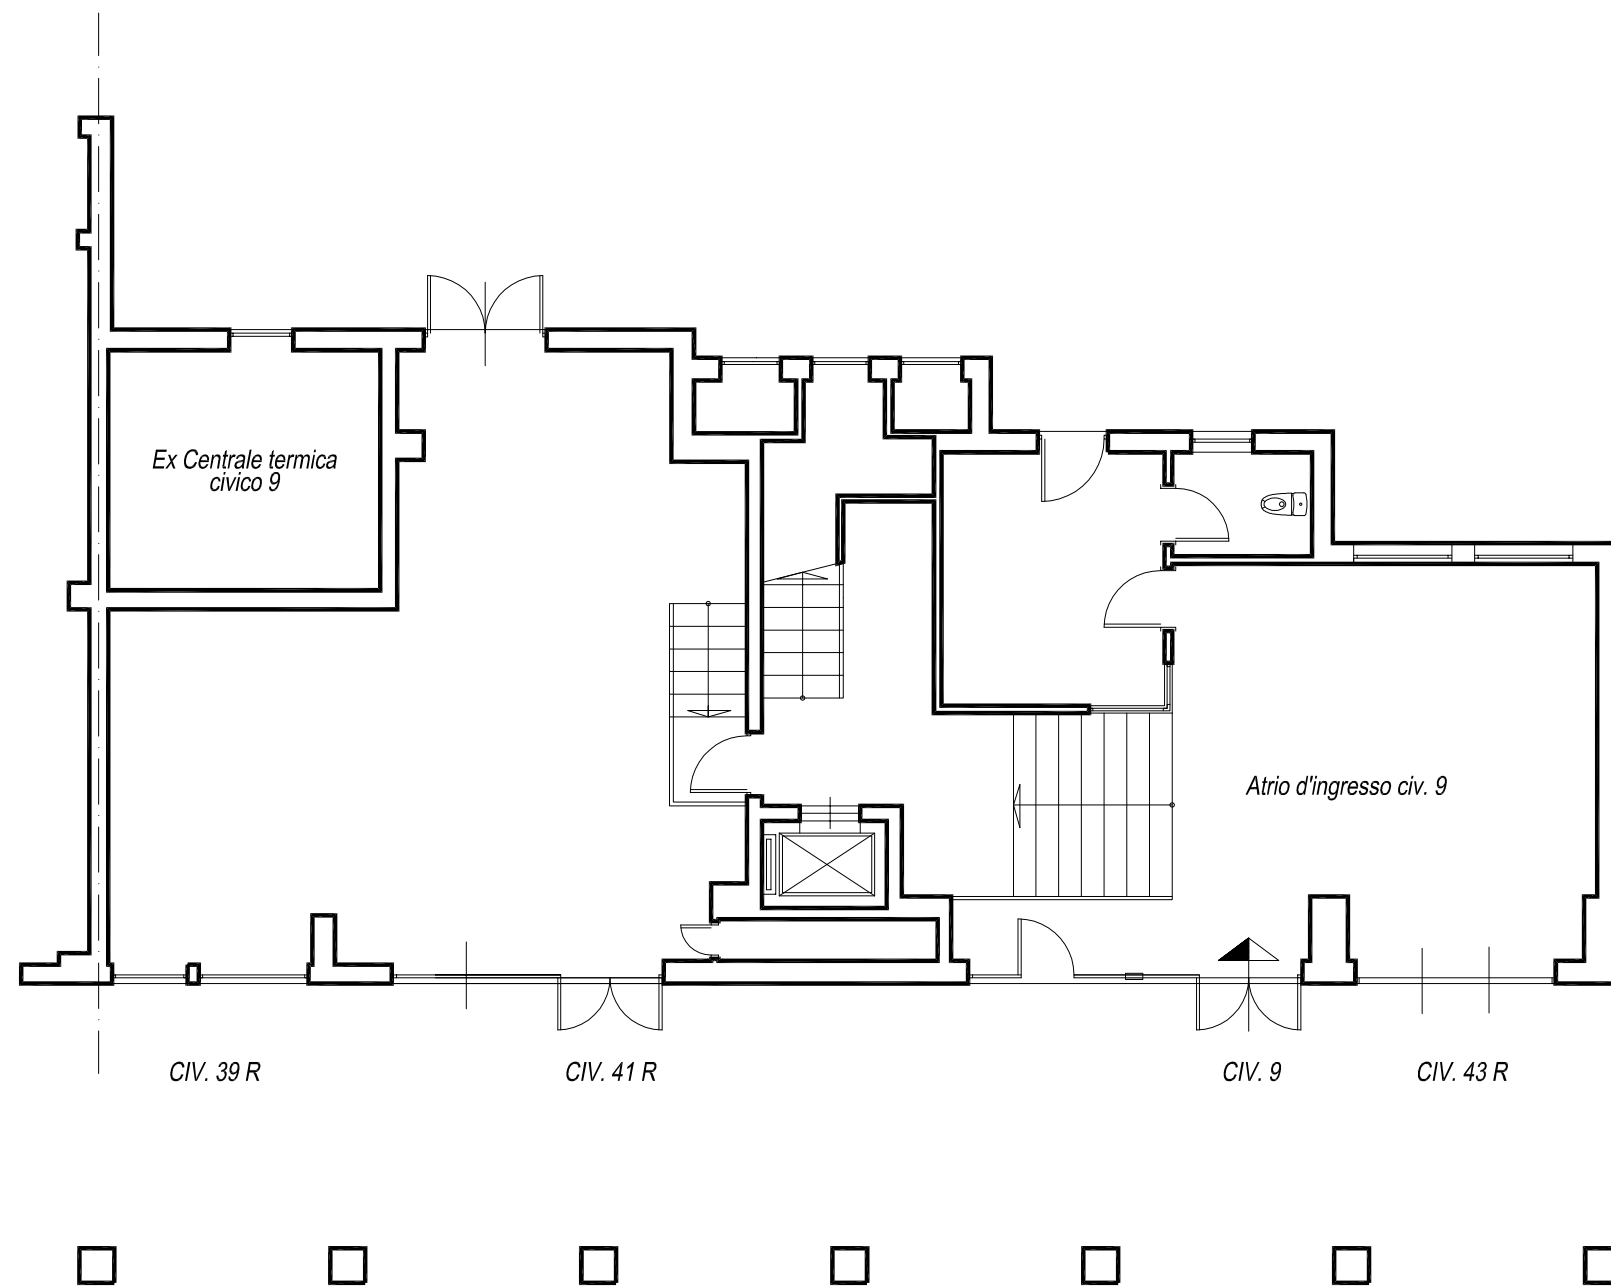 Ex Centrale termica
civico 9
Atrio d'ingresso civ. 9
CIV. 39 R
CIV. 41 R
CIV. 9
CIV. 43 R